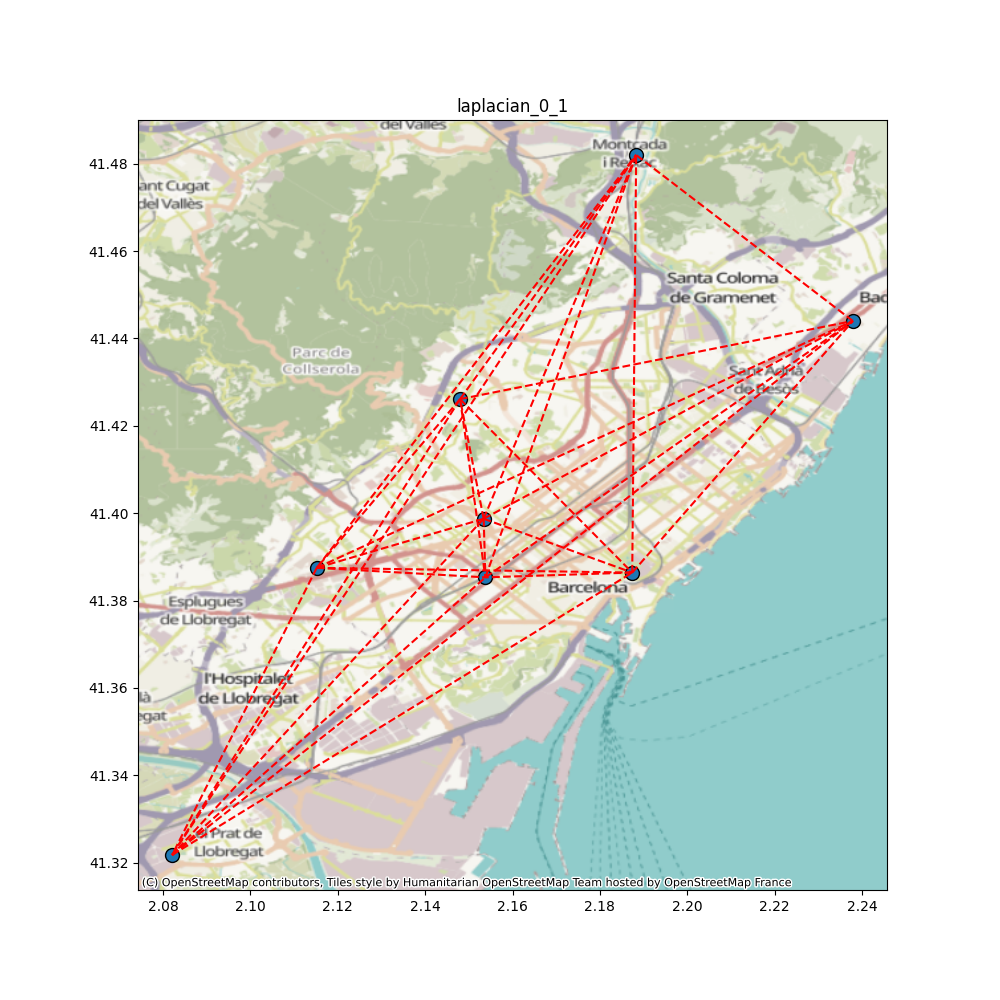 laplacian_0_1
del Vallès
Montcada
i Reixac
ant Cugat
del Vallès
Santa Coloma
de Gramenet
Bad
Parc de
Collserola
Sant Adrià
de Besòs
Barcelona
Esplugues
de Llobregat
l'Hospitalet
de Llobregat
là
egat
Prat de
Llobregat
(C) OpenStreetMap contributors, Tiles style by Humanitarian OpenStreetMap Team hosted by OpenStreetMap France
41.48
41.46
41.44
41.42
41.40
41.38
41.36
41.34
41.32
2.08
2.10
2.12
2.14
2.16
2.18
2.20
2.22
2.24